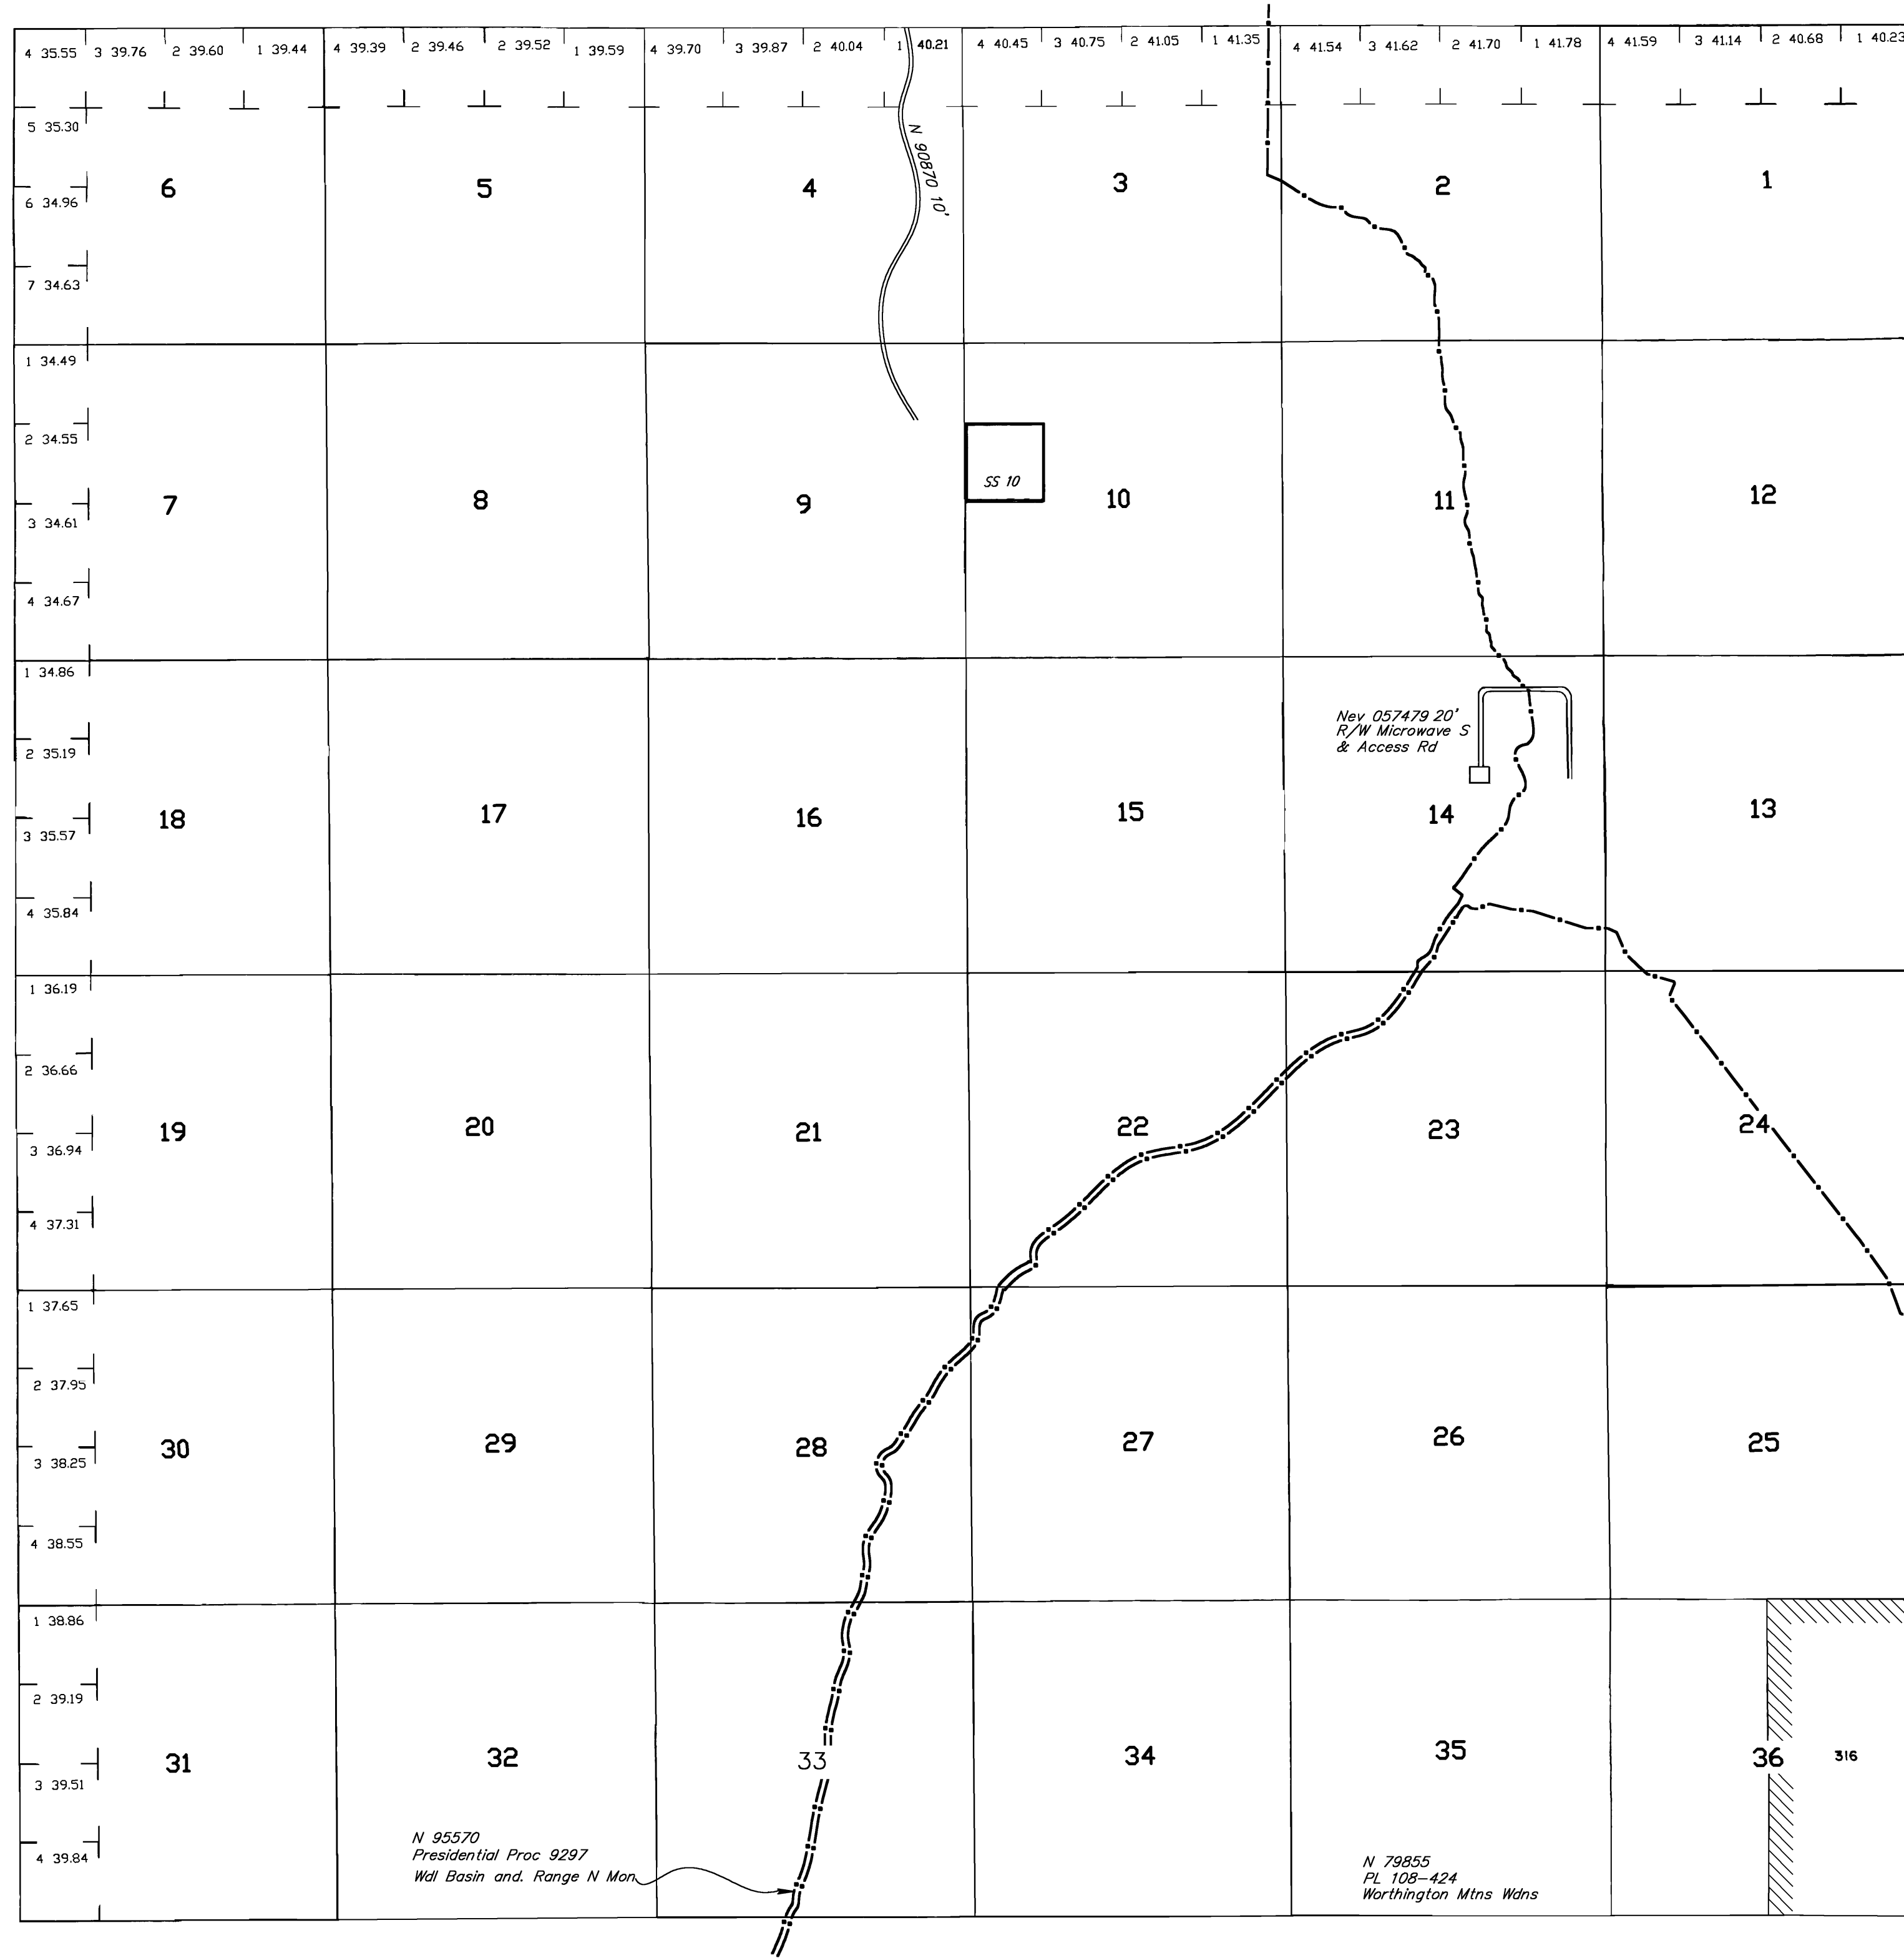 4 35.55 3 39.76 2 39.60 1 39.44 4 39.39 2 39.46 2 39.52 1 39.59 4 39.70 3 39.87 2 40.04 1 40.21 4 40.45 3 40.75 2 41.05 1 41.35 4 41.54 3 41.62 2 41.70 1 41.78 4 41.59 3 41.14 2 40.68 1 40.23
5 35.30
N 90870 10'
6 5 4 3 2 1
6 34.96
7 34.63
1 34.49
2 34.55
SS 10
7 8 9 10 11 12
3 34.61
4 34.67
1 34.86
Nev 057479 20'
R/W Microwave S
& Access Rd
2 35.19
18 17 16 15 14 13
3 35.57
4 35.84
1 36.19
2 36.66
19 20 21 22 23 24
3 36.94
4 37.31
1 37.65
2 37.95
30 29 28 27 26 25
3 38.25
4 38.55
1 38.86
2 39.19
31 32 33 34 35 36 316
3 39.51
4 39.84
N 95570
Presidential Proc 9297
Wdl Basin and. Range N Mon
N 79855
PL 108-424
Worthington Mtns Wdns